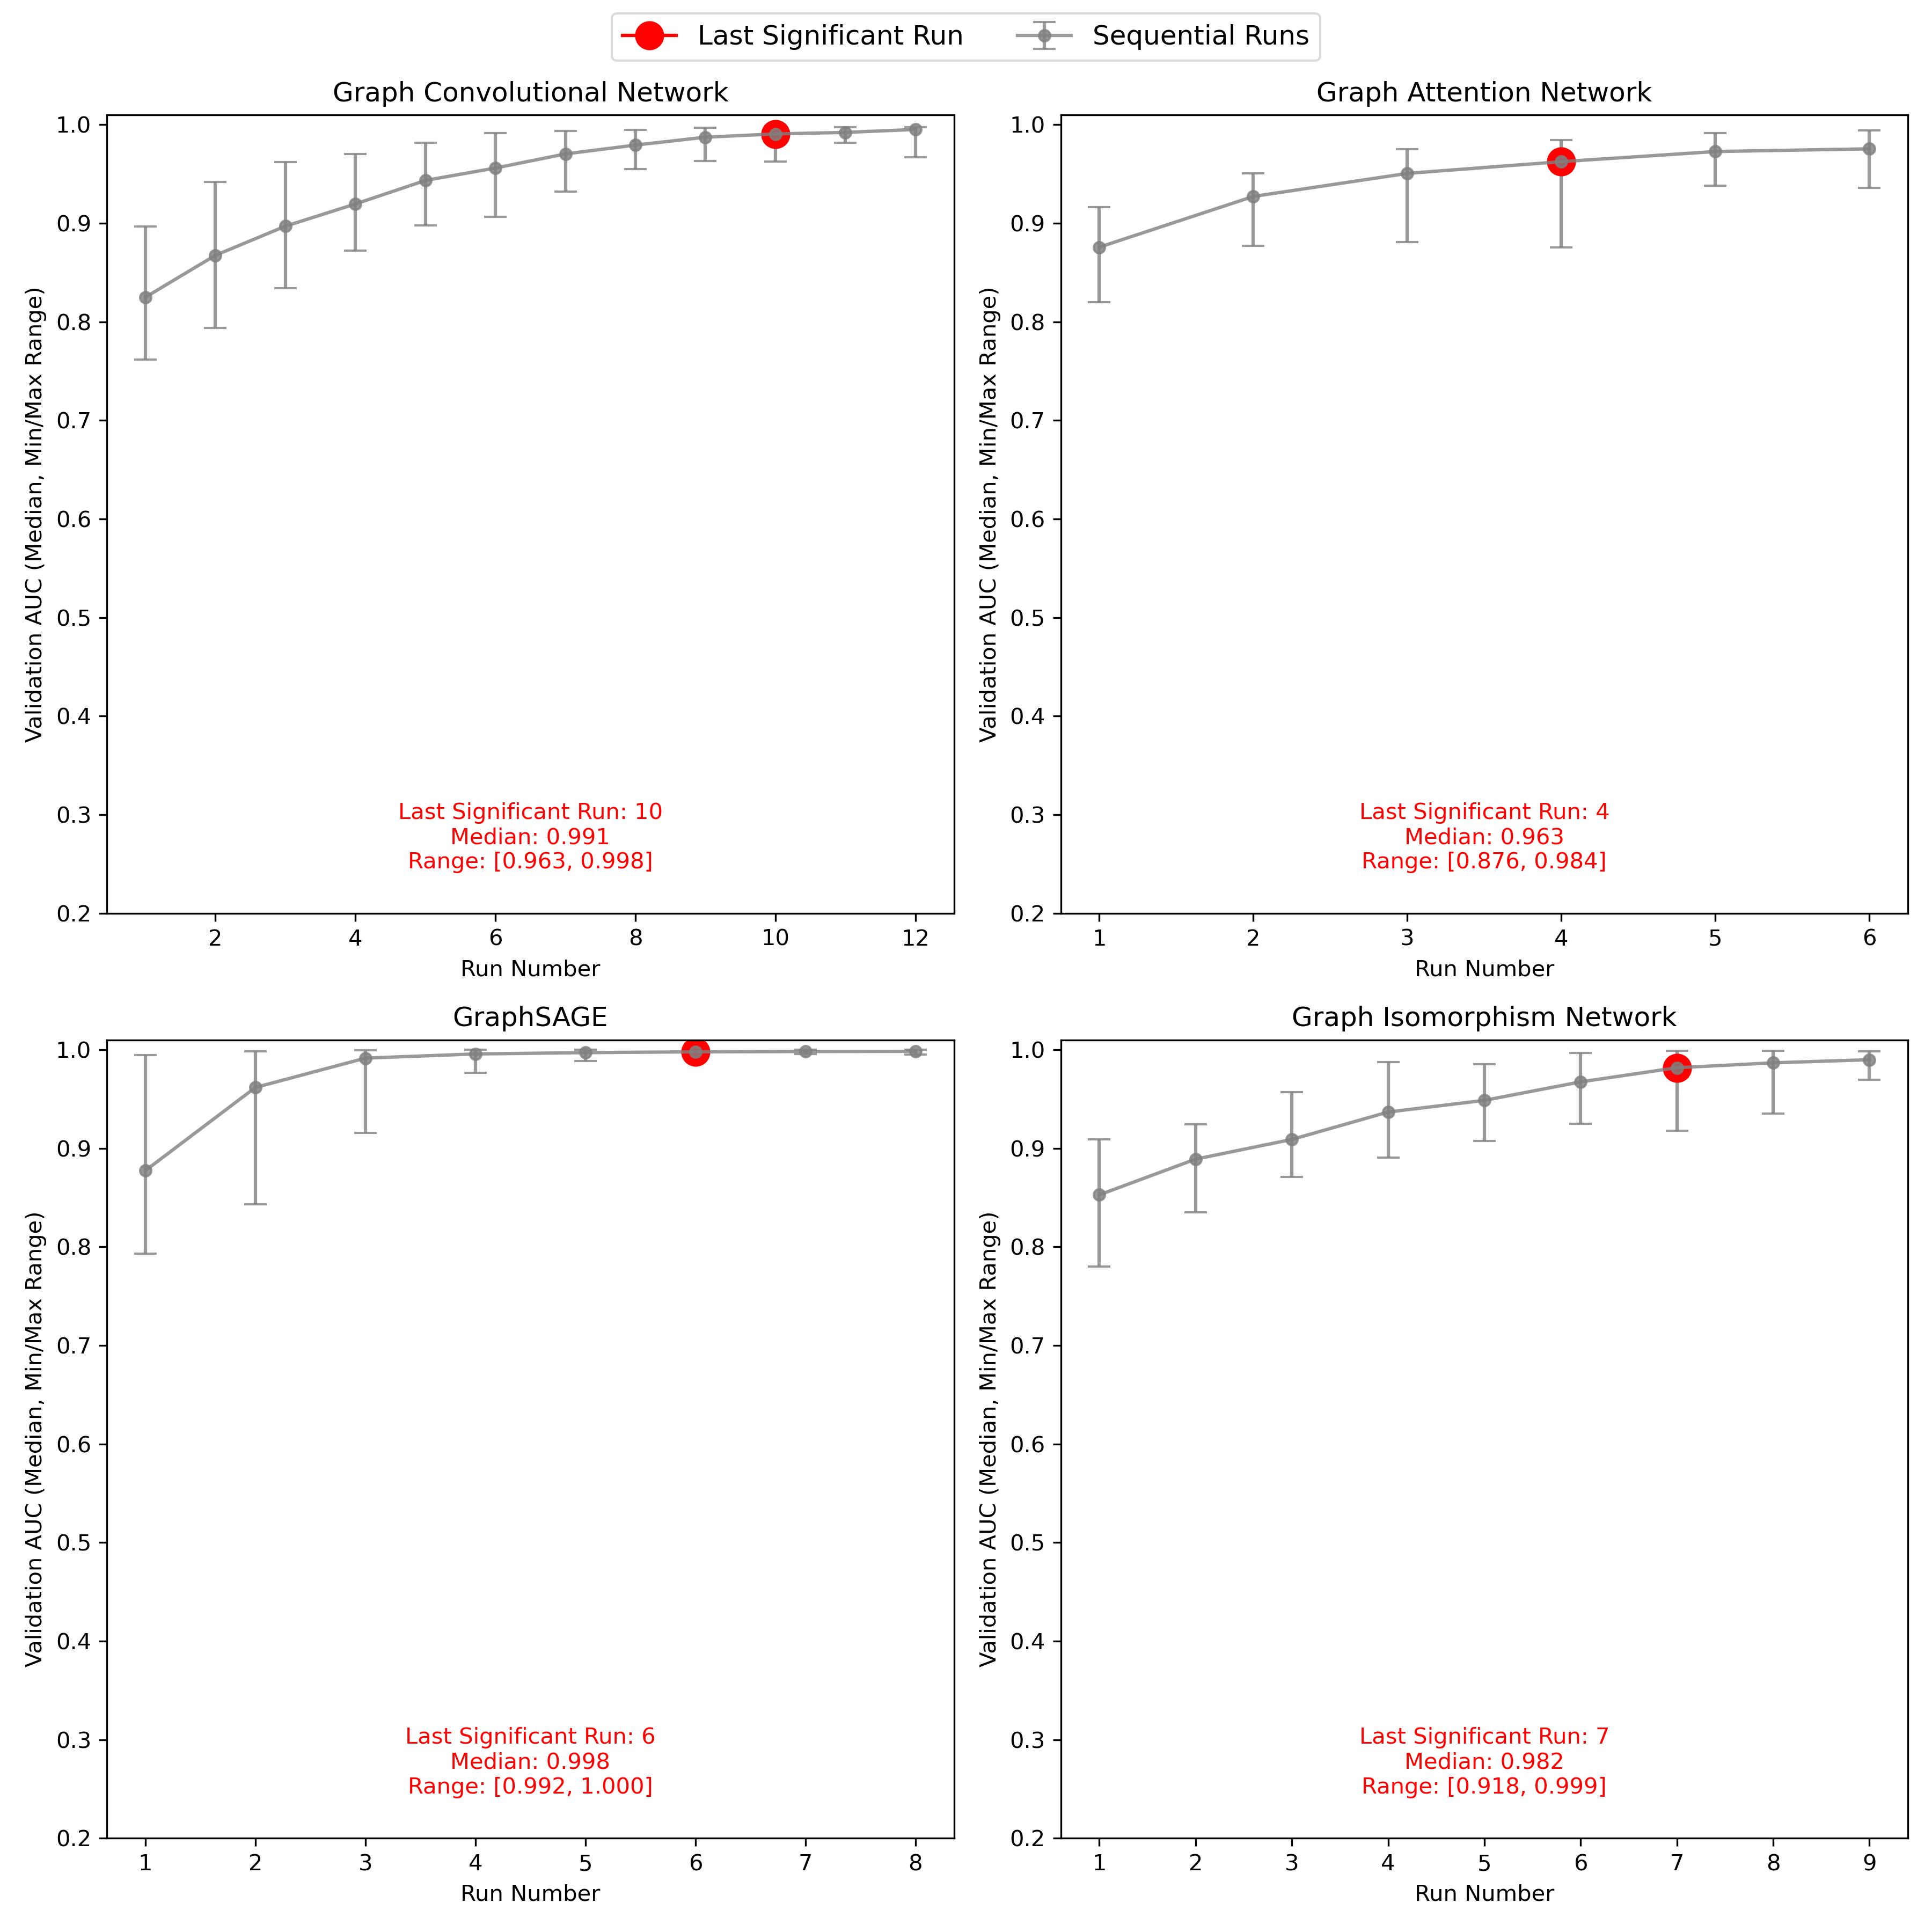 Last Significant Run
Sequential Runs
Graph Convolutional Network
Validation AUC (Median, Min/Max Range)
1.0
0.9
0.8
0.7
0.6
0.5
0.4
0.3
0.2
Last Significant Run: 10
Median: 0.991
Range: [0.963, 0.998]
2 4 6 8 10 12
Run Number
Graph Attention Network
Validation AUC (Median, Min/Max Range)
1.0
0.9
0.8
0.7
0.6
0.5
0.4
0.3
0.2
Last Significant Run: 4
Median: 0.963
Range: [0.876, 0.984]
1 2 3 4 5 6
Run Number
GraphSAGE
Validation AUC (Median, Min/Max Range)
1.0
0.9
0.8
0.7
0.6
0.5
0.4
0.3
0.2
Last Significant Run: 6
Median: 0.998
Range: [0.992, 1.000]
1 2 3 4 5 6 7 8
Run Number
Graph Isomorphism Network
Validation AUC (Median, Min/Max Range)
1.0
0.9
0.8
0.7
0.6
0.5
0.4
0.3
0.2
Last Significant Run: 7
Median: 0.982
Range: [0.918, 0.999]
1 2 3 4 5 6 7 8 9
Run Number